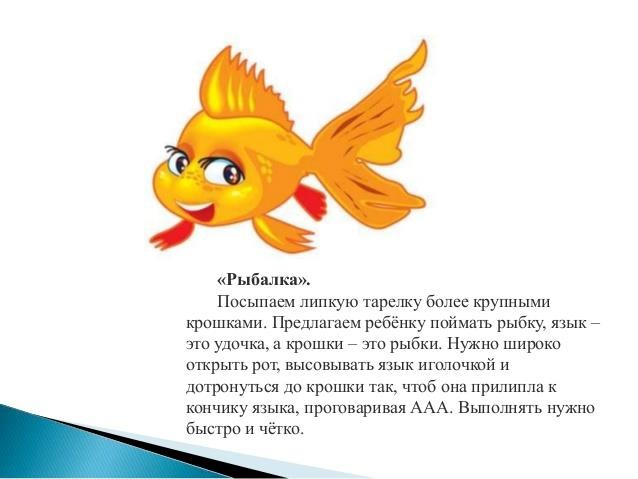 «Рыбалка».
Посыпаем липкую тарелку более крупными
крошками. Предлагаем ребёнку поймать рыбку, язык –
это удочка, а крошки – это рыбки. Нужно широко
открыть рот, высовывать язык иголочкой и
дотронуться до крошки так, чтоб она прилипла к
кончику языка, проговаривая ААА. Выполнять нужно
быстро и чётко.